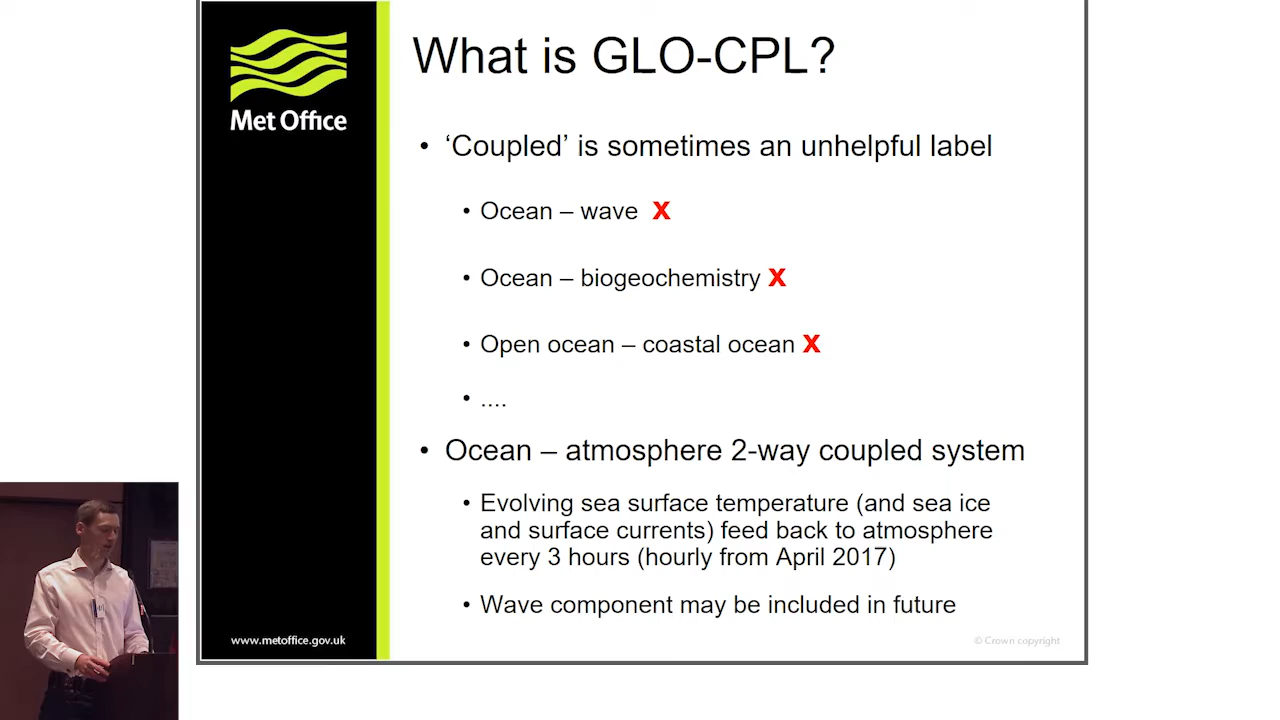 What is GLO-CPL?
Met Office
• ‘Coupled’ is sometimes an unhelpful label
• Ocean – wave X
• Ocean – biogeochemistry X
• Open ocean – coastal ocean X
• ....
• Ocean – atmosphere 2-way coupled system
• Evolving sea surface temperature (and sea ice
and surface currents) feed back to atmosphere
every 3 hours (hourly from April 2017)
• Wave component may be included in future
www.metoffice.gov.uk
© Crown copyright